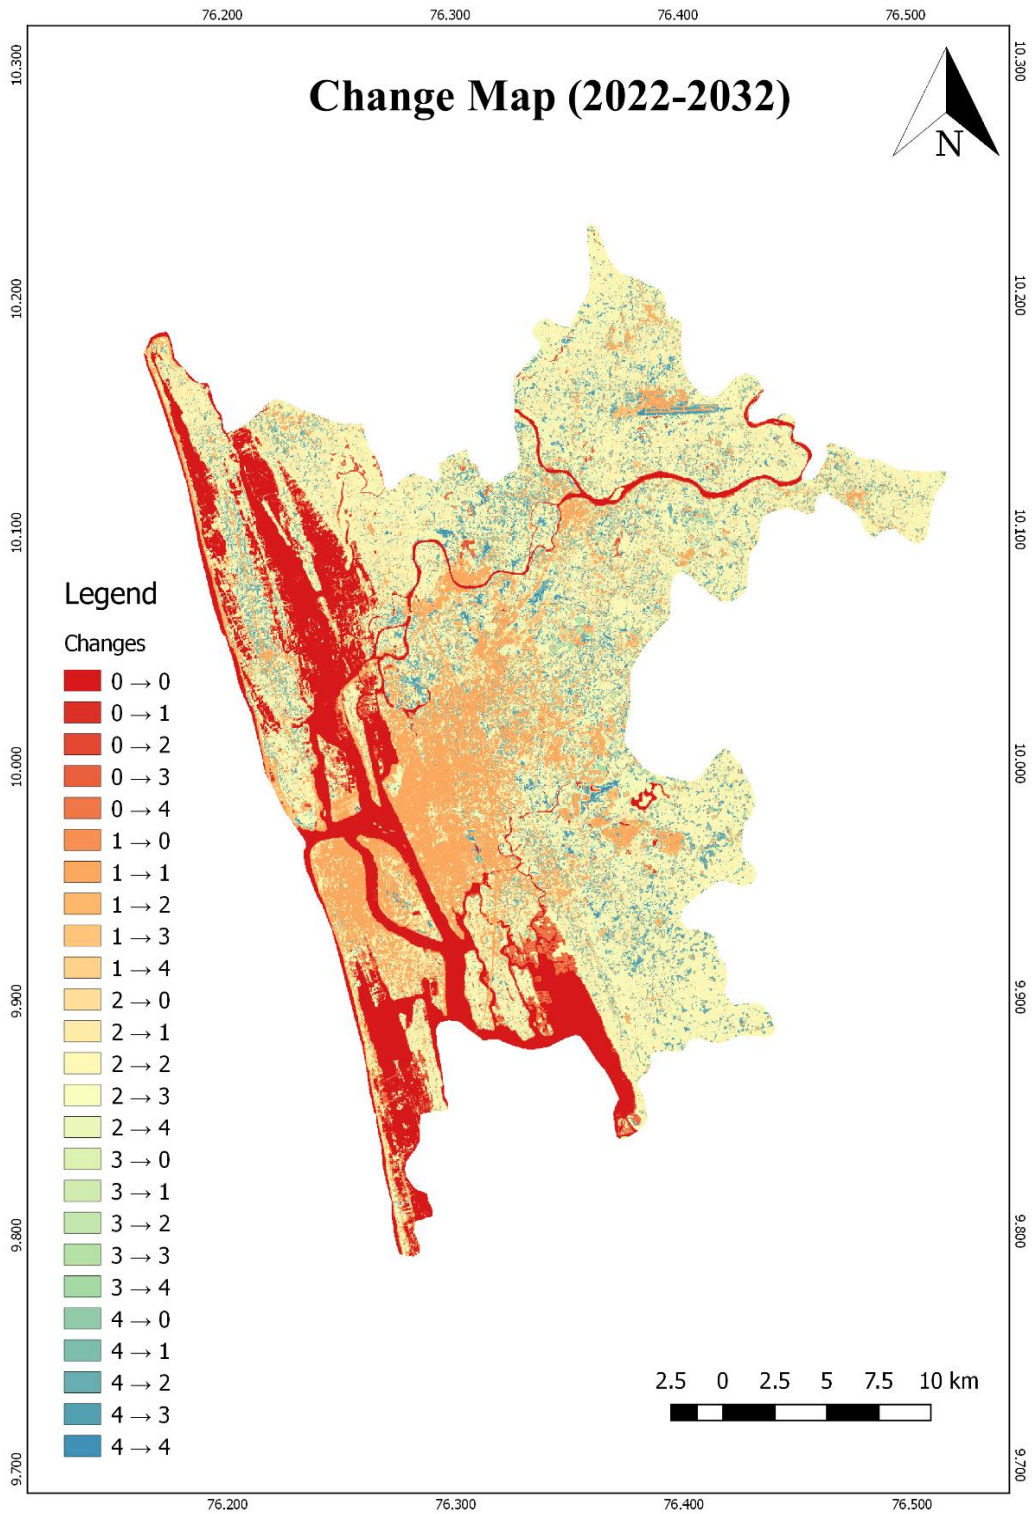 76.200 76.300 76.400 76.500
10.300 10.300
Change Map (2022-2032)
N
10.200 10.200
10.100 10.100
Legend
Changes
0 → 0
0 → 1
0 → 2
0 → 3
0 → 4
1 → 0
1 → 1
1 → 2
1 → 3
1 → 4
2 → 0
2 → 1
2 → 2
2 → 3
2 → 4
3 → 0
3 → 1
3 → 2
3 → 3
3 → 4
4 → 0
4 → 1
4 → 2
4 → 3
4 → 4
10.000 10.000
9.900 9.900
9.800 9.800
2.5 0 2.5 5 7.5 10 km
9.700 9.700
76.200 76.300 76.400 76.500